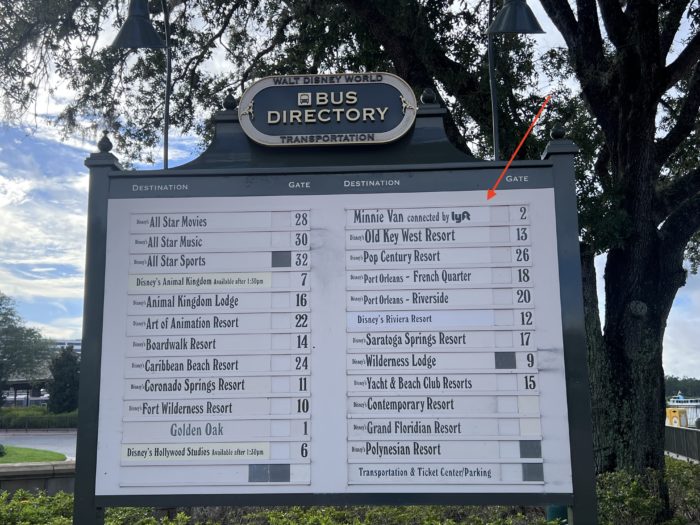 WALT DISNEY WORLD
BUS DIRECTORY
TRANSPORTATION
DESTINATION GATE
Disney's All Star Movies 28
Disney's All Star Music 30
Disney's All Star Sports 32
Disney's Animal Kingdom Available after 1:30pm 7
Disney's Animal Kingdom Lodge 16
Disney's Art of Animation Resort 22
Disney's Boardwalk Resort 14
Disney's Caribbean Beach Resort 24
Disney's Coronado Springs Resort 11
Disney's Fort Wilderness Resort 10
Golden Oak 1
Disney's Hollywood Studios Available after 1:30pm 6
DESTINATION GATE
Minnie Van connected by lyft 2
Disney's Old Key West Resort 13
Disney's Pop Century Resort 26
Disney's Port Orleans - French Quarter 18
Disney's Port Orleans - Riverside 20
Disney's Riviera Resort 12
Disney's Saratoga Springs Resort 17
Disney's Wilderness Lodge 9
Disney's Yacht & Beach Club Resorts 15
Disney's Contemporary Resort
Disney's Grand Floridian Resort
Disney's Polynesian Resort
Transportation & Ticket Center/Parking